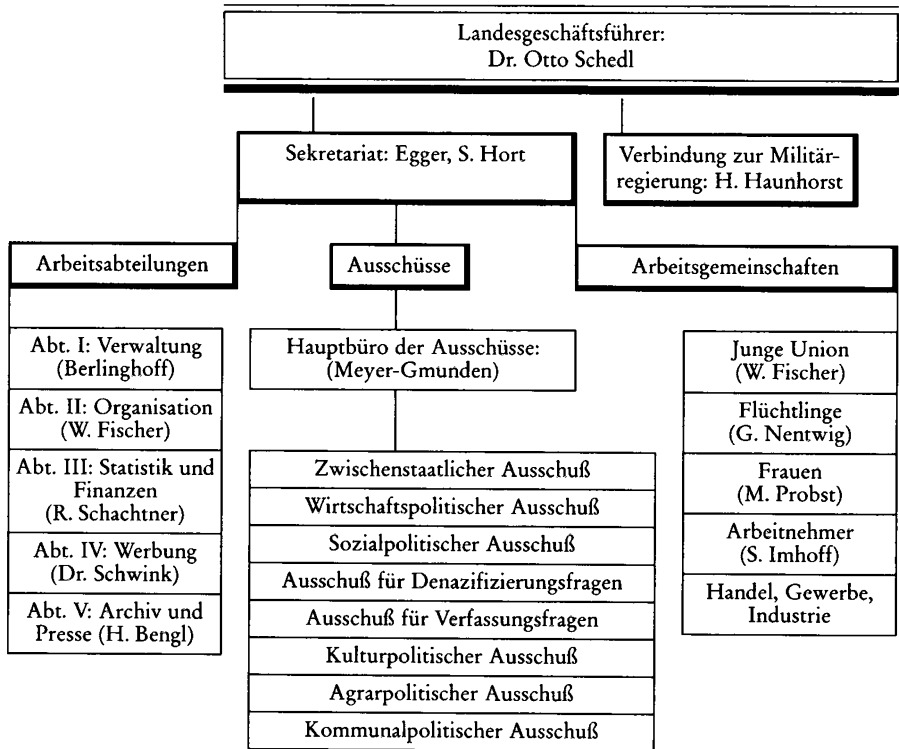 Landesgeschäftsführer:
Dr. Otto Schedl
Sekretariat: Egger, S. Hort
Verbindung zur Militär-
regierung: H. Haunhorst
Arbeitsabteilungen
Ausschüsse
Arbeitsgemeinschaften
Abt. I: Verwaltung
(Berlinghoff)
Abt. II: Organisation
(W. Fischer)
Abt. III: Statistik und
Finanzen
(R. Schachtner)
Abt. IV: Werbung
(Dr. Schwink)
Abt. V: Archiv und
Presse (H. Bengl)
Hauptbüro der Ausschüsse:
(Meyer-Gmunden)
Zwischenstaatlicher Ausschuß
Wirtschaftspolitischer Ausschuß
Sozialpolitischer Ausschuß
Ausschuß für Denazifizierungsfragen
Ausschuß für Verfassungsfragen
Kulturpolitischer Ausschuß
Agrarpolitischer Ausschuß
Kommunalpolitischer Ausschuß
Junge Union
(W. Fischer)
Flüchtlinge
(G. Nentwig)
Frauen
(M. Probst)
Arbeitnehmer
(S. Imhoff)
Handel, Gewerbe,
Industrie